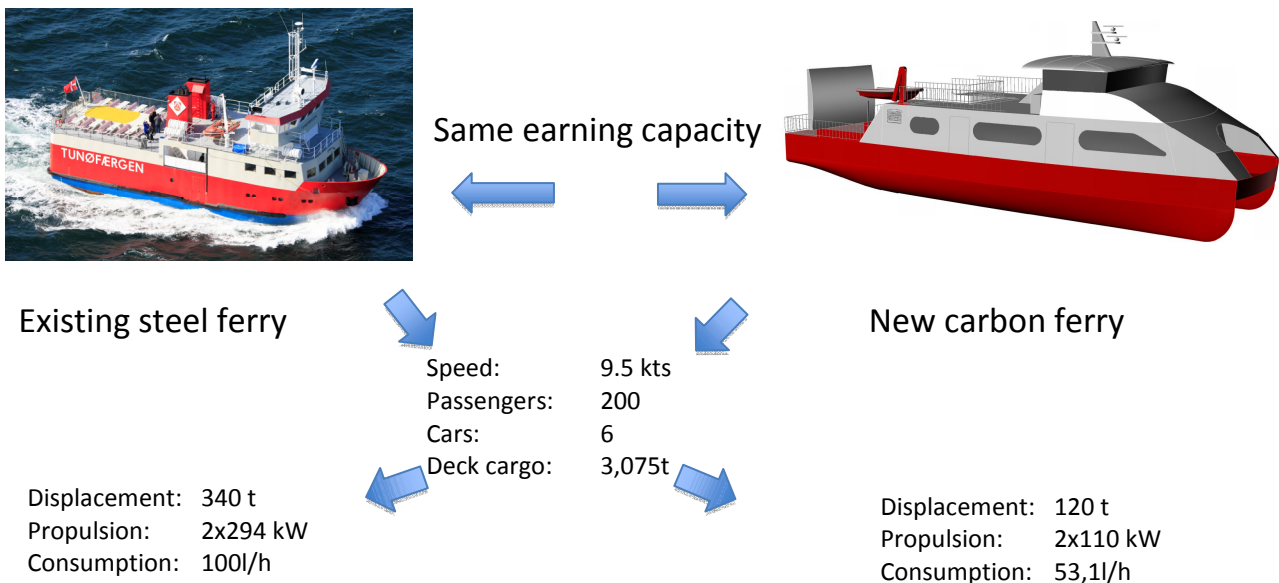 TUNØFÆRGEN
Same earning capacity
Existing steel ferry
New carbon ferry
Speed: 9.5 kts
Passengers: 200
Cars: 6
Deck cargo: 3,075t
Displacement: 340 t
Propulsion: 2x294 kW
Consumption: 100l/h
Displacement: 120 t
Propulsion: 2x110 kW
Consumption: 53,1l/h